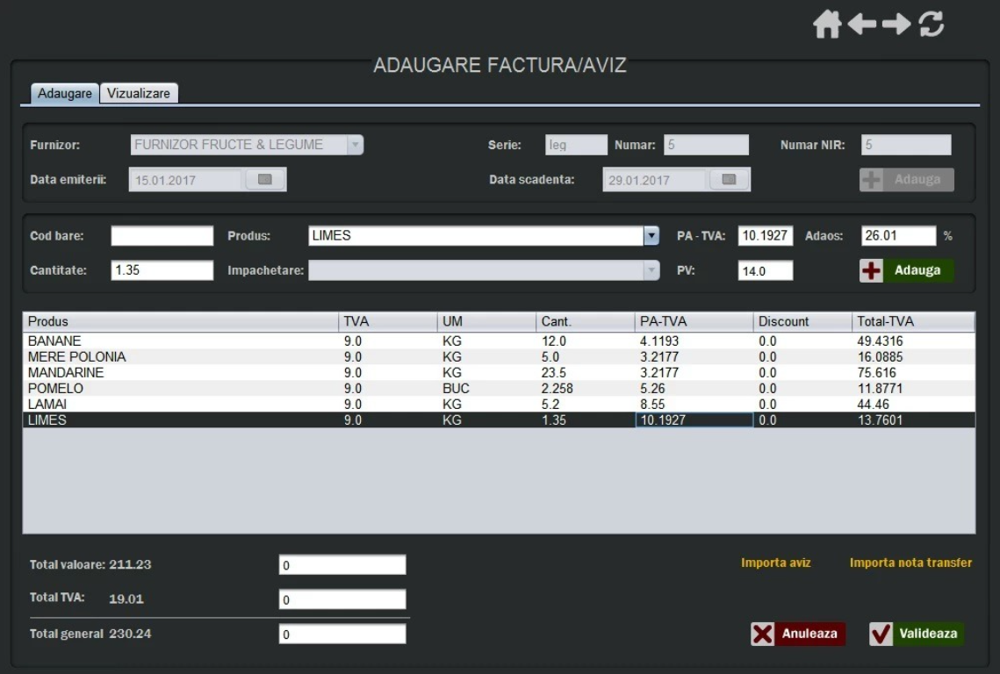 ADAUGARE FACTURA/AVIZ
Adaugare Vizualizare
Furnizor: FURNIZOR FRUCTE & LEGUME Serie: leg Numar: 5 Numar NIR: 5
Data emiterii: 15.01.2017 Data scadenta: 29.01.2017 Adauga
Cod bare: Produs: LIMES PA - TVA: 10.1927 Adaos: 26.01 %
Cantitate: 1.35 Impachetare: PV: 14.0 Adauga
Produs TVA UM Cant. PA-TVA Discount Total-TVA
BANANE 9.0 KG 12.0 4.1193 0.0 49.4316
MERE POLONIA 9.0 KG 5.0 3.2177 0.0 16.0885
MANDARINE 9.0 KG 23.5 3.2177 0.0 75.616
POMELO 9.0 BUC 2.258 5.26 0.0 11.8771
LAMAI 9.0 KG 5.2 8.55 0.0 44.46
LIMES 9.0 KG 1.35 10.1927 0.0 13.7601
Total valoare: 211.23 0 Importa aviz Importa nota transfer
Total TVA: 19.01 0
Total general 230.24 0 Anuleaza Valideaza